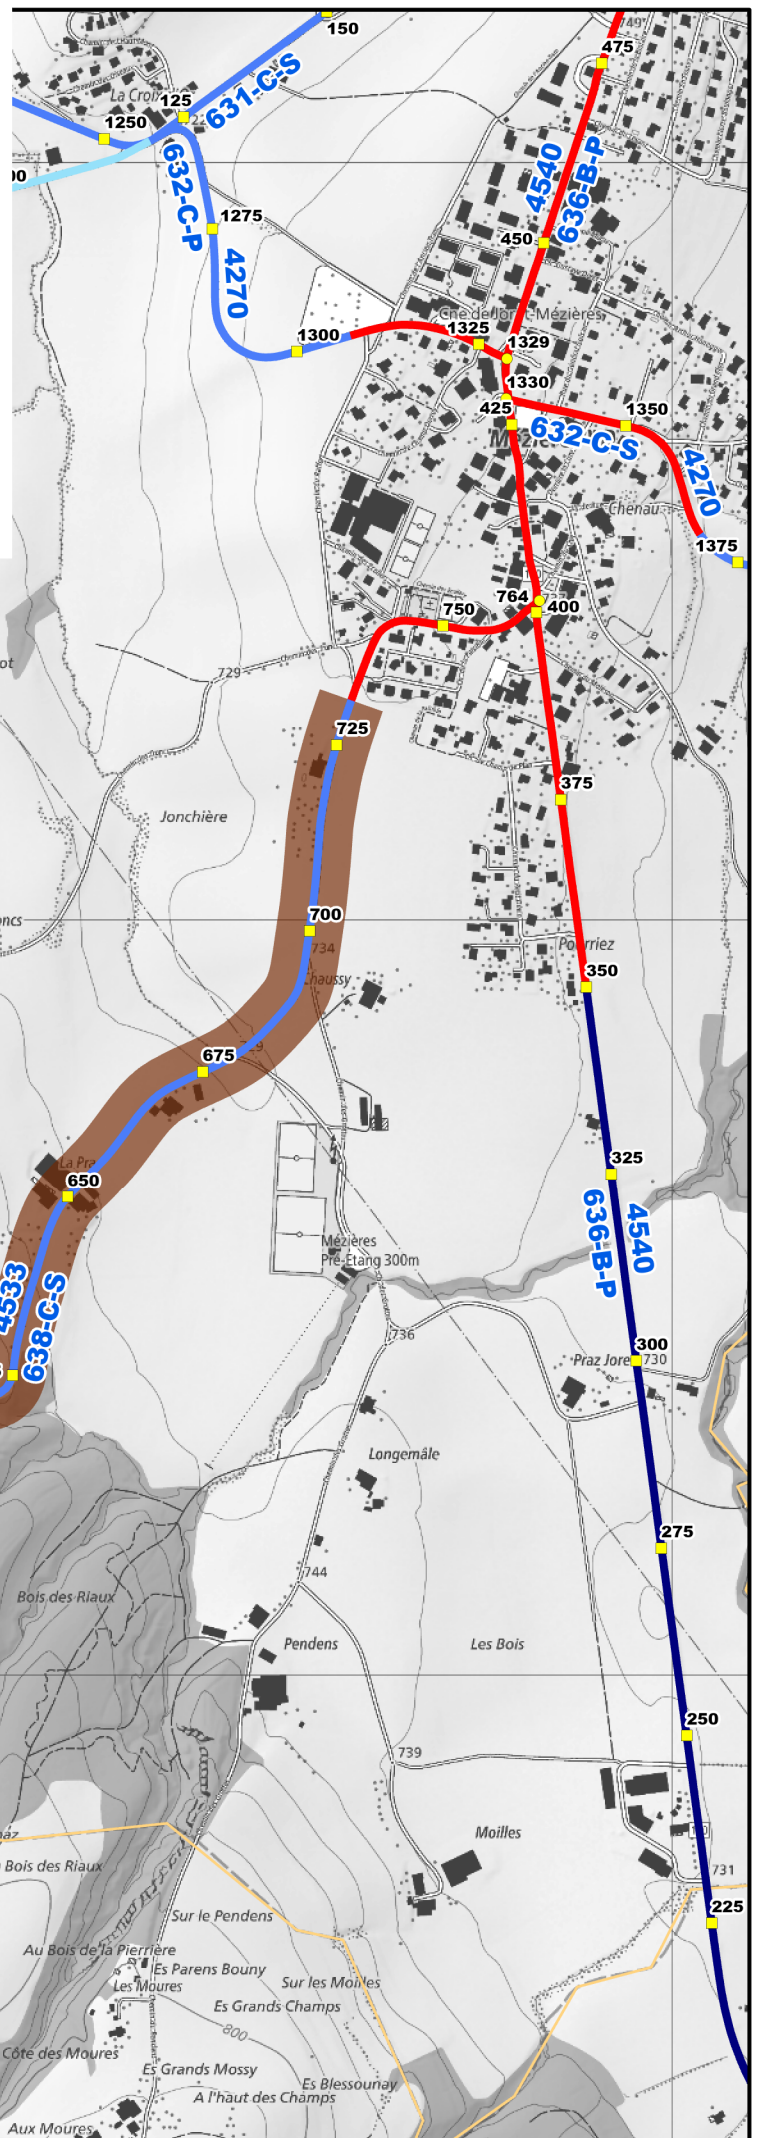 749
150
475
La Croix
125
631-C-S
1250
632-C-P
4540
636-B-P
1275
450
4270
Cne de Jorat-Mézières
1300
1325
1329
1330
425
1350
632-C-S
4270
Chenau
1375
764
750
400
729
725
375
Jonchière
700
734
Pourriez
350
675
650
325
636-B-P
4540
Mézières
Pré-Etang 300m
4533
638-C-S
736
300
Praz Jore
730
Longemâle
275
744
Bois des Riaux
Pendens
Les Bois
250
739
Moilles
Bois des Riaux
731
225
Sur le Pendens
Au Bois de la Pierrière
Es Parens Bouny
Les Moures
Sur les Moilles
Es Grands Champs
800
Côte des Moures
Es Grands Mossy
Es Blessounay
A l'haut des Champs
Aux Moures